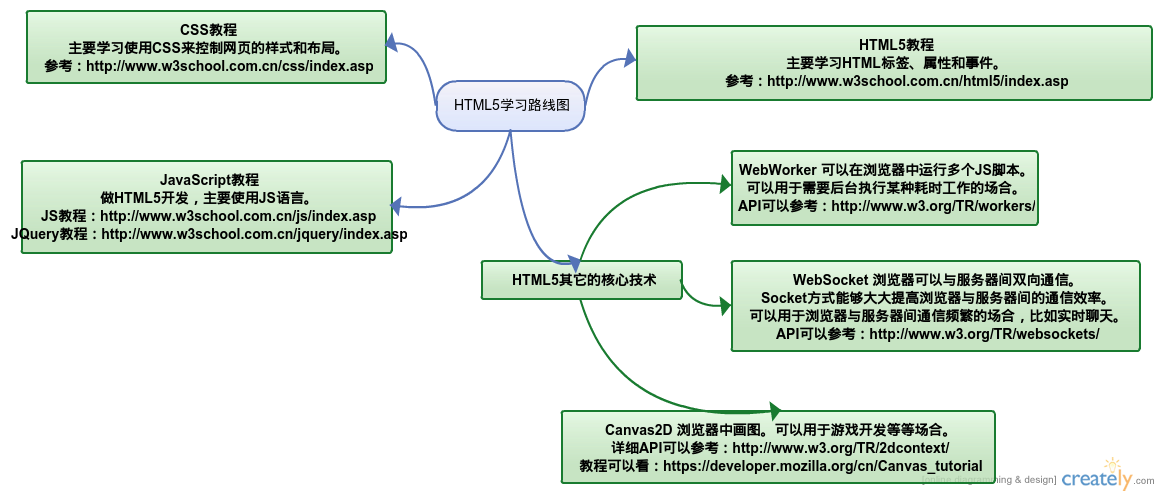 CSS教程
主要学习使用CSS来控制网页的样式和布局。
参考：http://www.w3school.com.cn/css/index.asp
HTML5教程
主要学习HTML标签、属性和事件。
参考：http://www.w3school.com.cn/html5/index.asp
HTML5学习路线图
JavaScript教程
做HTML5开发，主要使用JS语言。
JS教程：http://www.w3school.com.cn/js/index.asp
JQuery教程：http://www.w3school.com.cn/jquery/index.asp
WebWorker 可以在浏览器中运行多个JS脚本。
可以用于需要后台执行某种耗时工作的场合。
API可以参考：http://www.w3.org/TR/workers/
HTML5其它的核心技术
WebSocket 浏览器可以与服务器间双向通信。
Socket方式能够大大提高浏览器与服务器间的通信效率。
可以用于浏览器与服务器间通信频繁的场合，比如实时聊天。
API可以参考：http://www.w3.org/TR/websockets/
Canvas2D 浏览器中画图。可以用于游戏开发等等场合。
详细API可以参考：http://www.w3.org/TR/2dcontext/
教程可以看：https://developer.mozilla.org/cn/Canvas_tutorial
[online diagramming & design] creately.com